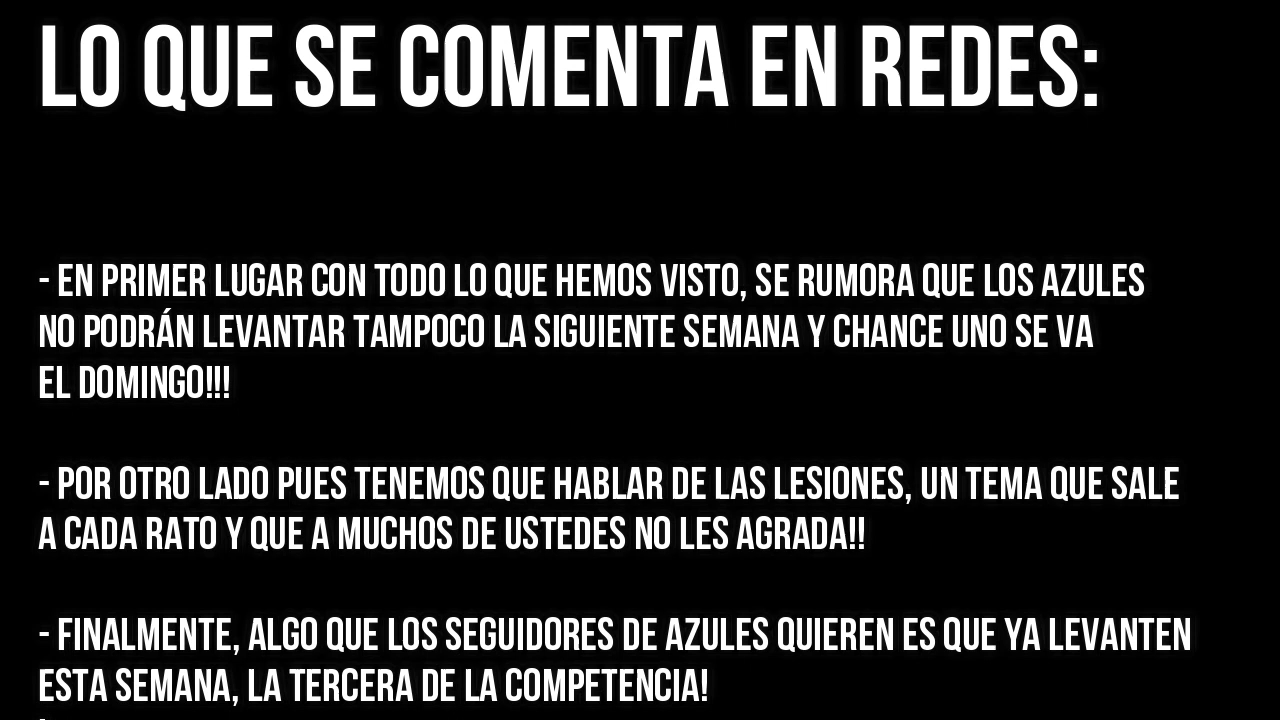 LO QUE SE COMENTA EN REDES:
- EN PRIMER LUGAR CON TODO LO QUE HEMOS VISTO, SE RUMORA QUE LOS AZULES
NO PODRÁN LEVANTAR TAMPOCO LA SIGUIENTE SEMANA Y CHANCE UNO SE VA
EL DOMINGO!!!
- POR OTRO LADO PUES TENEMOS QUE HABLAR DE LAS LESIONES, UN TEMA QUE SALE
A CADA RATO Y QUE A MUCHOS DE USTEDES NO LES AGRADA!!
- FINALMENTE, ALGO QUE LOS SEGUIDORES DE AZULES QUIEREN ES QUE YA LEVANTEN
ESTA SEMANA, LA TERCERA DE LA COMPETENCIA!